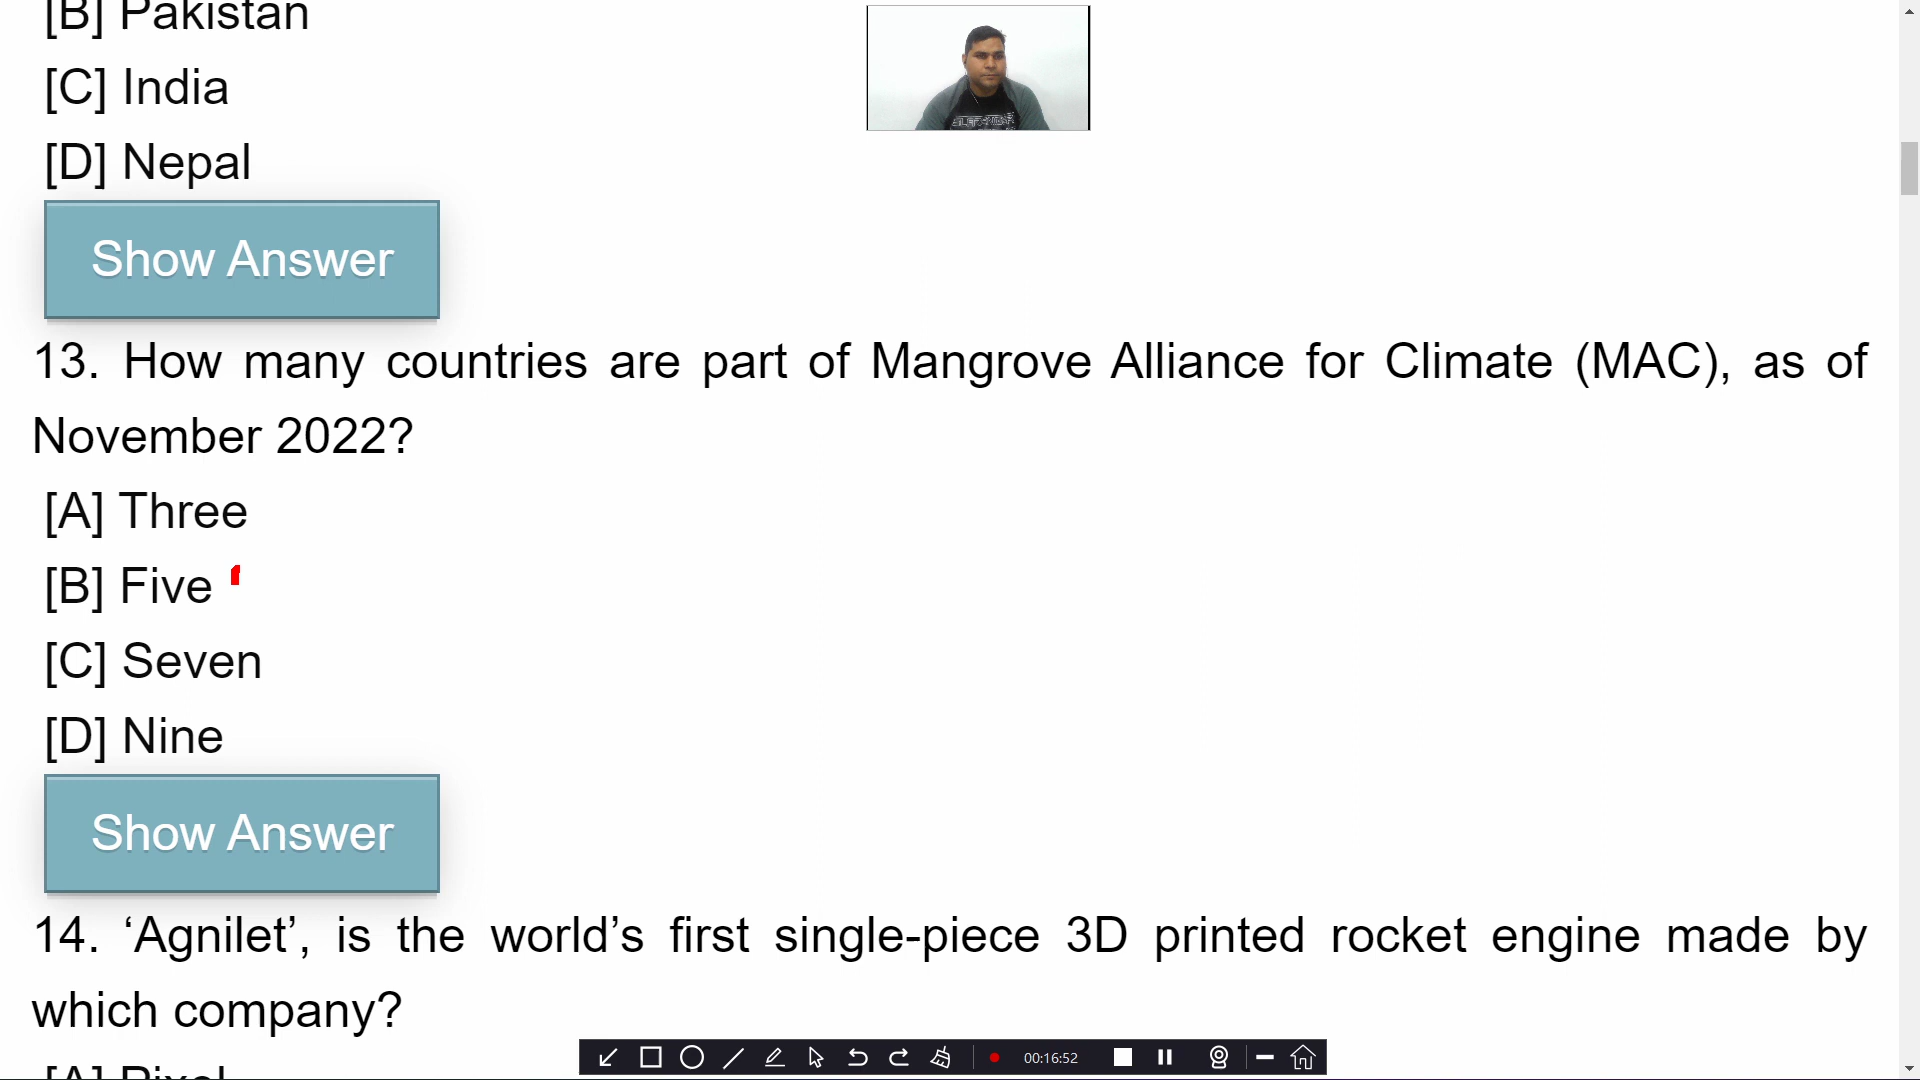 [B] Pakistan
[C] India
[D] Nepal
Show Answer
13. How many countries are part of Mangrove Alliance for Climate (MAC), as of
November 2022?
[A] Three
[B] Five
[C] Seven
[D] Nine
Show Answer
14. ‘Agnilet’, is the world’s first single-piece 3D printed rocket engine made by
which company?
[A] Pixel
00:16:52